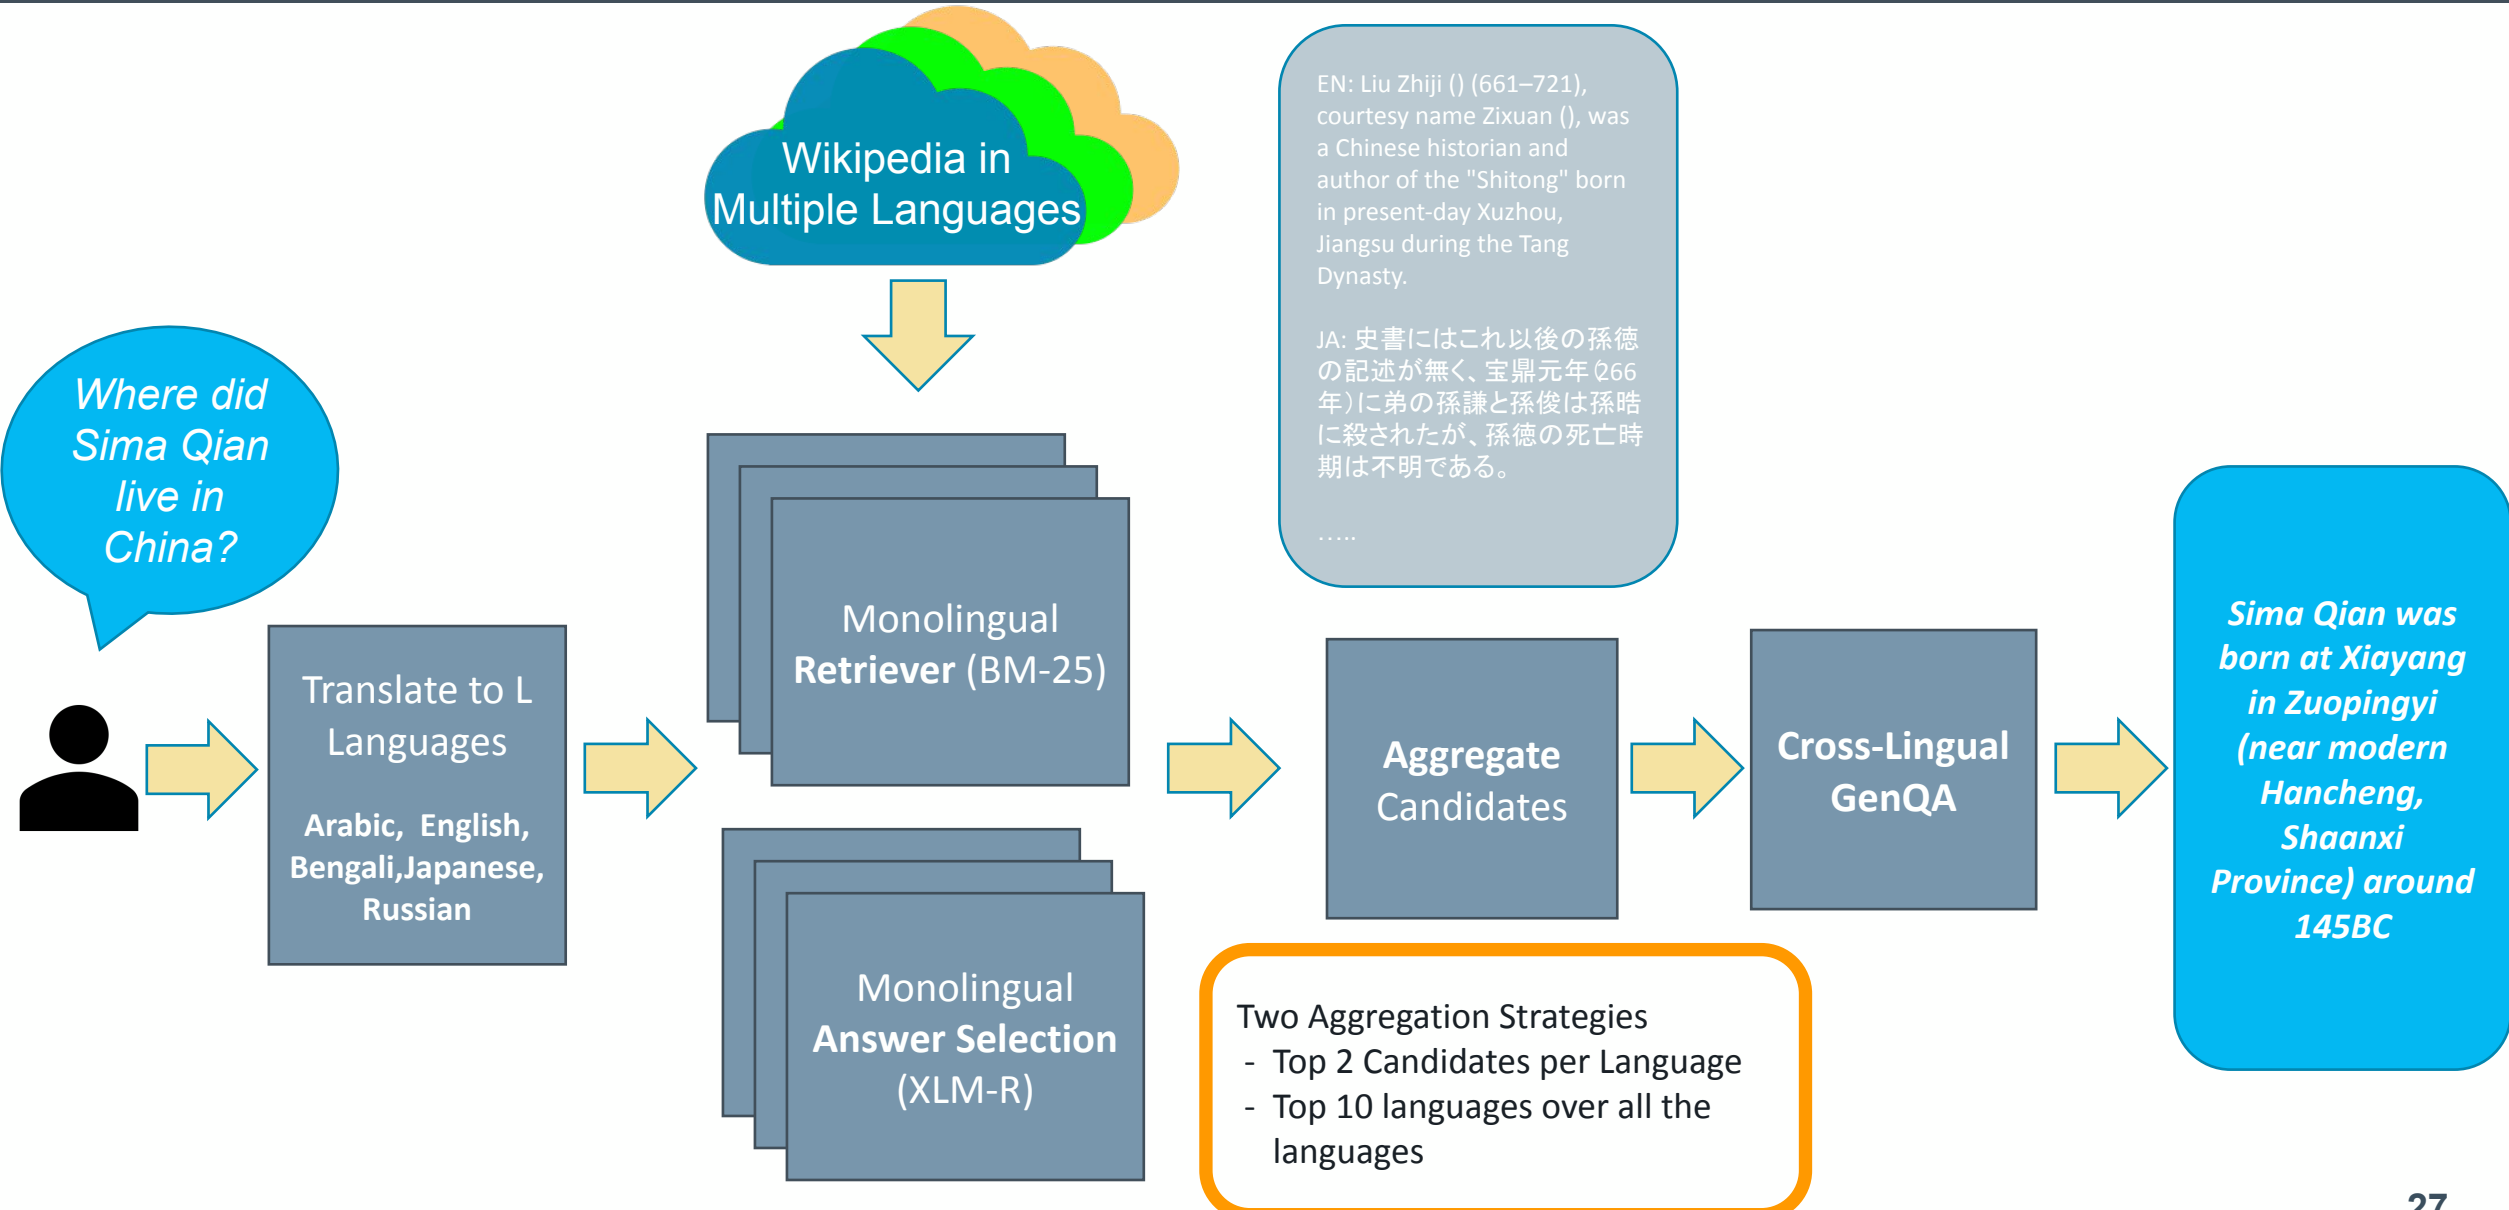 Wikipedia in
Multiple Languages
EN: Liu Zhiji () (661–721),
courtesy name Zixuan (), was
a Chinese historian and
author of the "Shitong" born
in present-day Xuzhou,
Jiangsu during the Tang
Dynasty.
JA: 史書にはこれ以後の孫徳
の記述が無く、宝鼎元年(266
年)に弟の孫謙と孫俊は孫晧
に殺されたが、孫徳の死亡時
期は不明である。
.....
Where did
Sima Qian
live in
China?
Translate to L
Languages
Arabic, English,
Bengali,Japanese,
Russian
Monolingual
Retriever (BM-25)
Monolingual
Answer Selection
(XLM-R)
Aggregate
Candidates
Cross-Lingual
GenQA
Two Aggregation Strategies
- Top 2 Candidates per Language
- Top 10 languages over all the
languages
Sima Qian was
born at Xiayang
in Zuopingyi
(near modern
Hancheng,
Shaanxi
Province) around
145BC
27